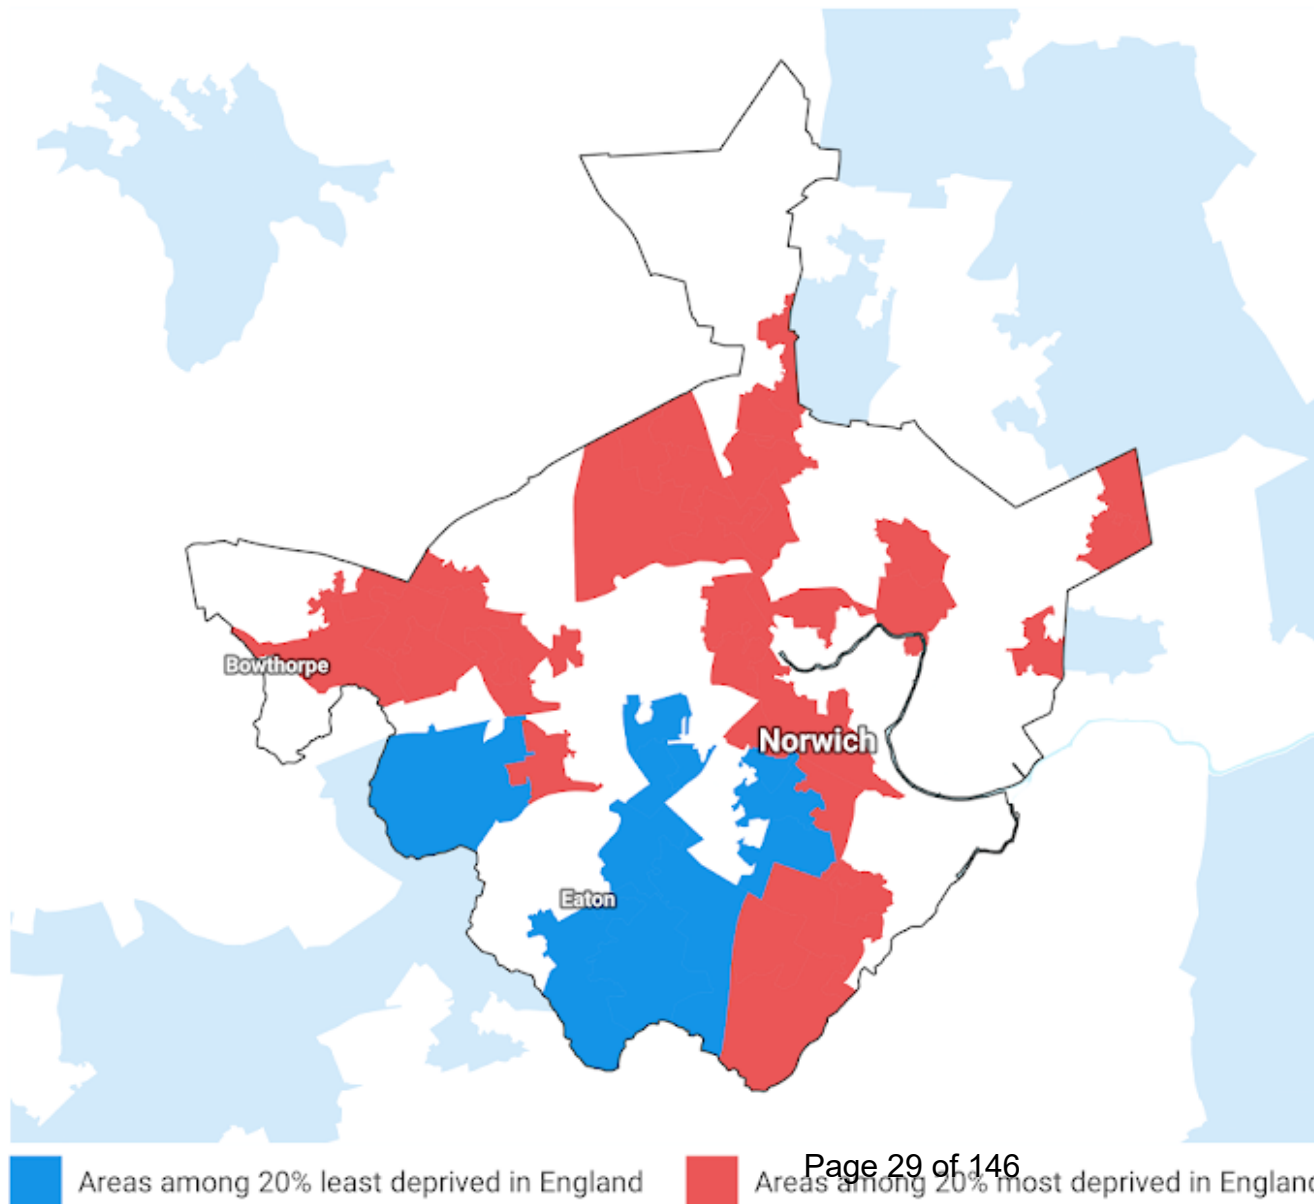 Bowthorpe
Norwich
Eaton
Page 29 of 146
Areas among 20% least deprived in England
Areas among 20% most deprived in England